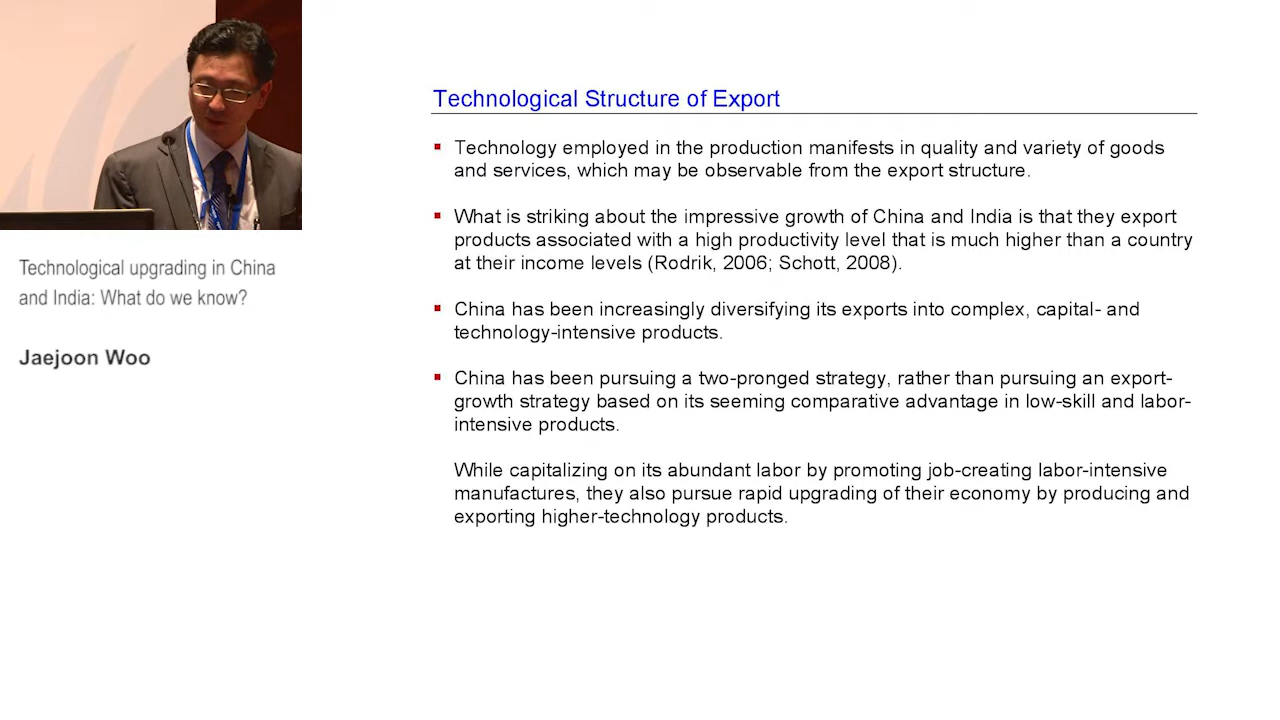 Technological Structure of Export
Technology employed in the production manifests in quality and variety of goods
and services, which may be observable from the export structure.
What is striking about the impressive growth of China and India is that they export
products associated with a high productivity level that is much higher than a country
at their income levels (Rodrik, 2006; Schott, 2008).
China has been increasingly diversifying its exports into complex, capital- and
technology-intensive products.
China has been pursuing a two-pronged strategy, rather than pursuing an export-
growth strategy based on its seeming comparative advantage in low-skill and labor-
intensive products.
While capitalizing on its abundant labor by promoting job-creating labor-intensive
manufactures, they also pursue rapid upgrading of their economy by producing and
exporting higher-technology products.
Technological upgrading in China
and India: What do we know?
Jaejoon Woo